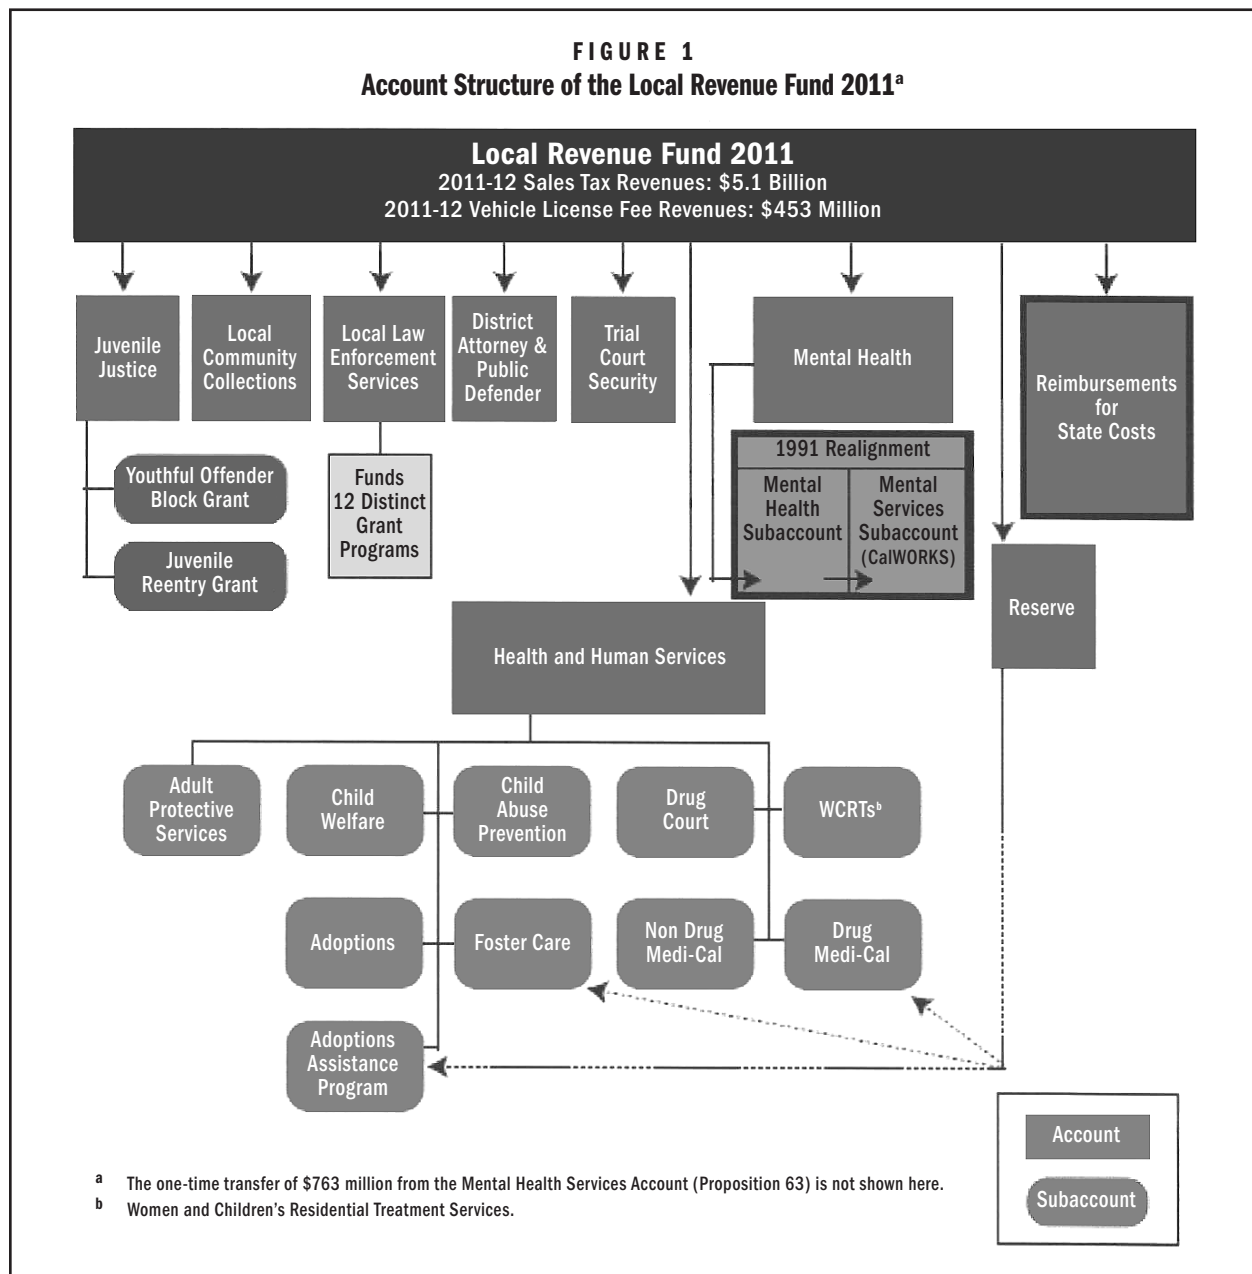 FIGURE 1
Account Structure of the Local Revenue Fund 2011a
Local Revenue Fund 2011
2011-12 Sales Tax Revenues: $5.1 Billion
2011-12 Vehicle License Fee Revenues: $453 Million
Juvenile
Justice
Local
Community
Collections
Local Law
Enforcement
Services
District
Attorney &
Public
Defender
Trial
Court
Security
Mental Health
Reimbursements
for
State Costs
Youthful Offender
Block Grant
Juvenile
Reentry Grant
Funds
12 Distinct
Grant
Programs
1991 Realignment
Mental
Health
Subaccount
Mental
Services
Subaccount
(CalWORKS)
Reserve
Health and Human Services
Adult
Protective
Services
Child
Welfare
Child
Abuse
Prevention
Drug
Court
WCRTsb
Adoptions
Foster Care
Non Drug
Medi-Cal
Drug
Medi-Cal
Adoptions
Assistance
Program
Account
Subaccount
a The one-time transfer of $763 million from the Mental Health Services Account (Proposition 63) is not shown here.
b Women and Children's Residential Treatment Services.